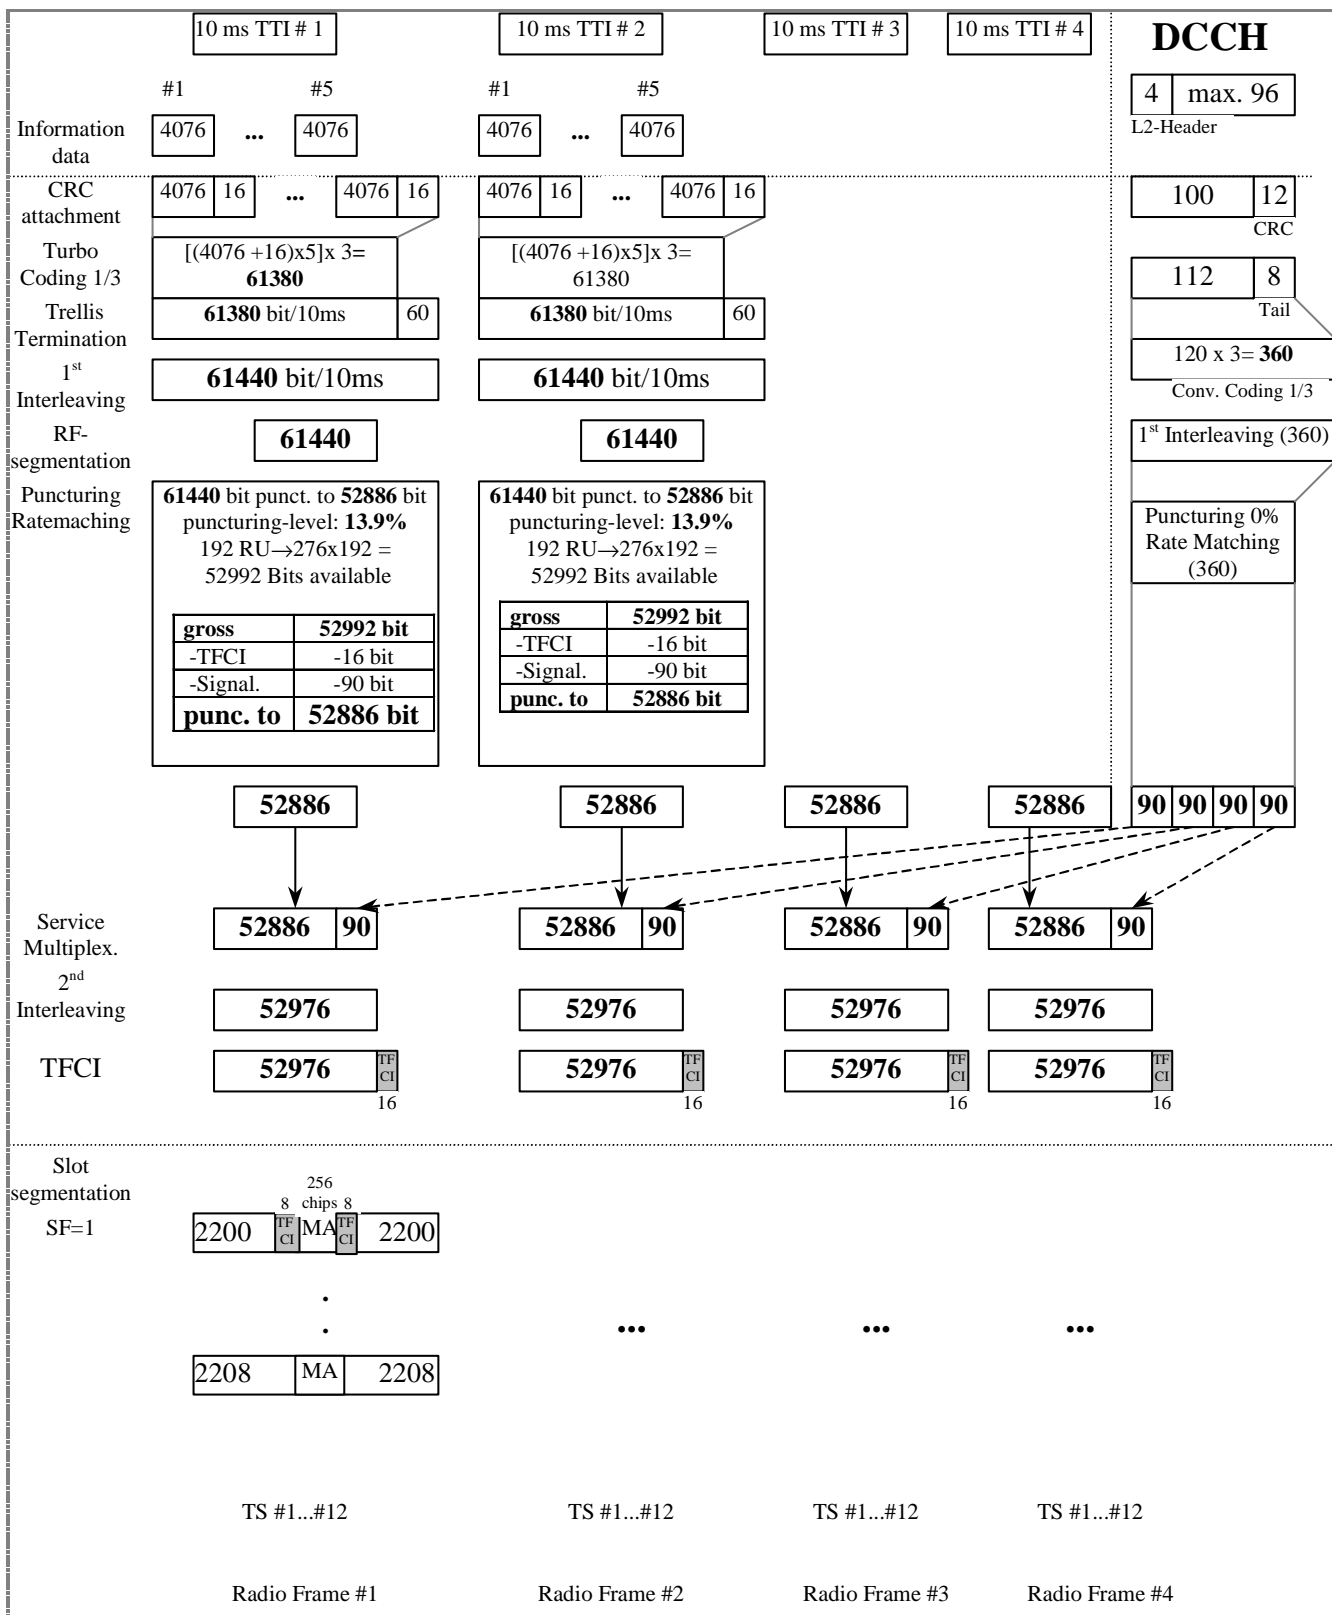 10 ms TTI # 1
10 ms TTI # 2
10 ms TTI # 3
10 ms TTI # 4
DCCH
#1 #5
#1 #5
4 max. 96
L2-Header
Information
data
4076 ... 4076
4076 ... 4076
CRC
attachment
4076 16 ... 4076 16
4076 16 ... 4076 16
100 12
CRC
Turbo
Coding 1/3
[(4076 +16)x5]x 3=
61380
[(4076 +16)x5]x 3=
61380
112 8
Tail
Trellis
Termination
61380 bit/10ms 60
61380 bit/10ms 60
120 x 3= 360
Conv. Coding 1/3
1st
Interleaving
61440 bit/10ms
61440 bit/10ms
RF-
segmentation
61440
61440
1st Interleaving (360)
Puncturing
Ratemaching
61440 bit punct. to 52886 bit
puncturing-level: 13.9%
192 RU→276x192 =
52992 Bits available
gross 52992 bit
-TFCI -16 bit
-Signal. -90 bit
punc. to 52886 bit
61440 bit punct. to 52886 bit
puncturing-level: 13.9%
192 RU→276x192 =
52992 Bits available
gross 52992 bit
-TFCI -16 bit
-Signal. -90 bit
punc. to 52886 bit
Puncturing 0%
Rate Matching
(360)
52886 52886 52886 52886 90 90 90 90
Service
Multiplex.
52886 90 52886 90 52886 90 52886 90
2nd
Interleaving
52976 52976 52976 52976
TFCI
52976 TF
CI
16
52976 TF
CI
16
52976 TF
CI
16
52976 TF
CI
16
Slot
segmentation
SF=1
256
8 chips 8
2200 TF
CI MA TF
CI 2200
.
.
... ... ...
2208 MA 2208
TS #1...#12 TS #1...#12 TS #1...#12 TS #1...#12
Radio Frame #1 Radio Frame #2 Radio Frame #3 Radio Frame #4